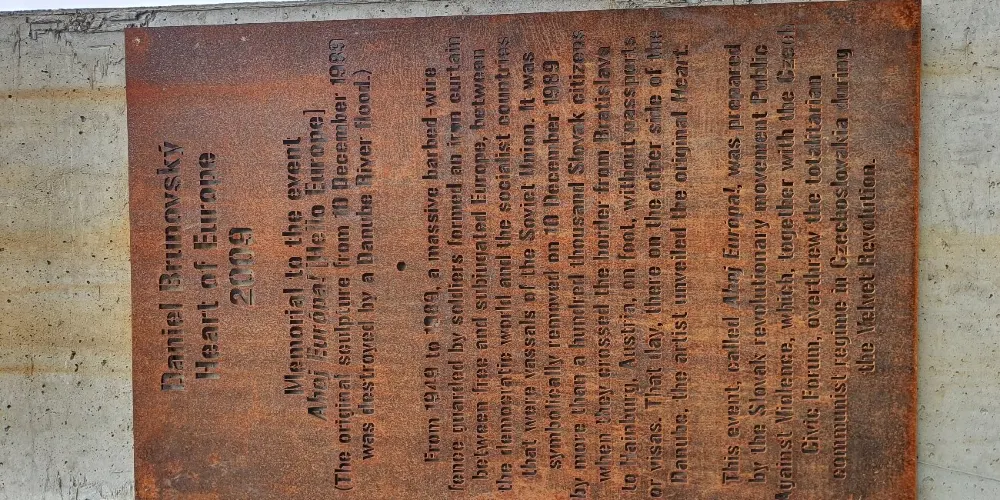 Daniel Brunovský
Heart of Europe
2009
Memorial to the event
Ahoj Európa! [Hello Europe]
(The original sculpture from 10 December 1989
was destroyed by a Danube River flood.)
From 1949 to 1989, a massive barbed-wire
fence guarded by soldiers formed an iron curtain
between free and subjugated Europe, between
the democratic world and the socialist countries
that were vassals of the Soviet Union. It was
symbolically removed on 10 December 1989
by more than a hundred thousand Slovak citizens
when they crossed the border from Bratislava
to Hainburg, Austria, on foot, without passports
or visas. That day, there on the other side of the
Danube, the artist unveiled the original Heart.
This event, called Ahoj Európa!, was prepared
by the Slovak revolutionary movement Public
Against Violence, which, together with the Czech
Civic Forum, overthrew the totalitarian
communist regime in Czechoslovakia during
the Velvet Revolution.